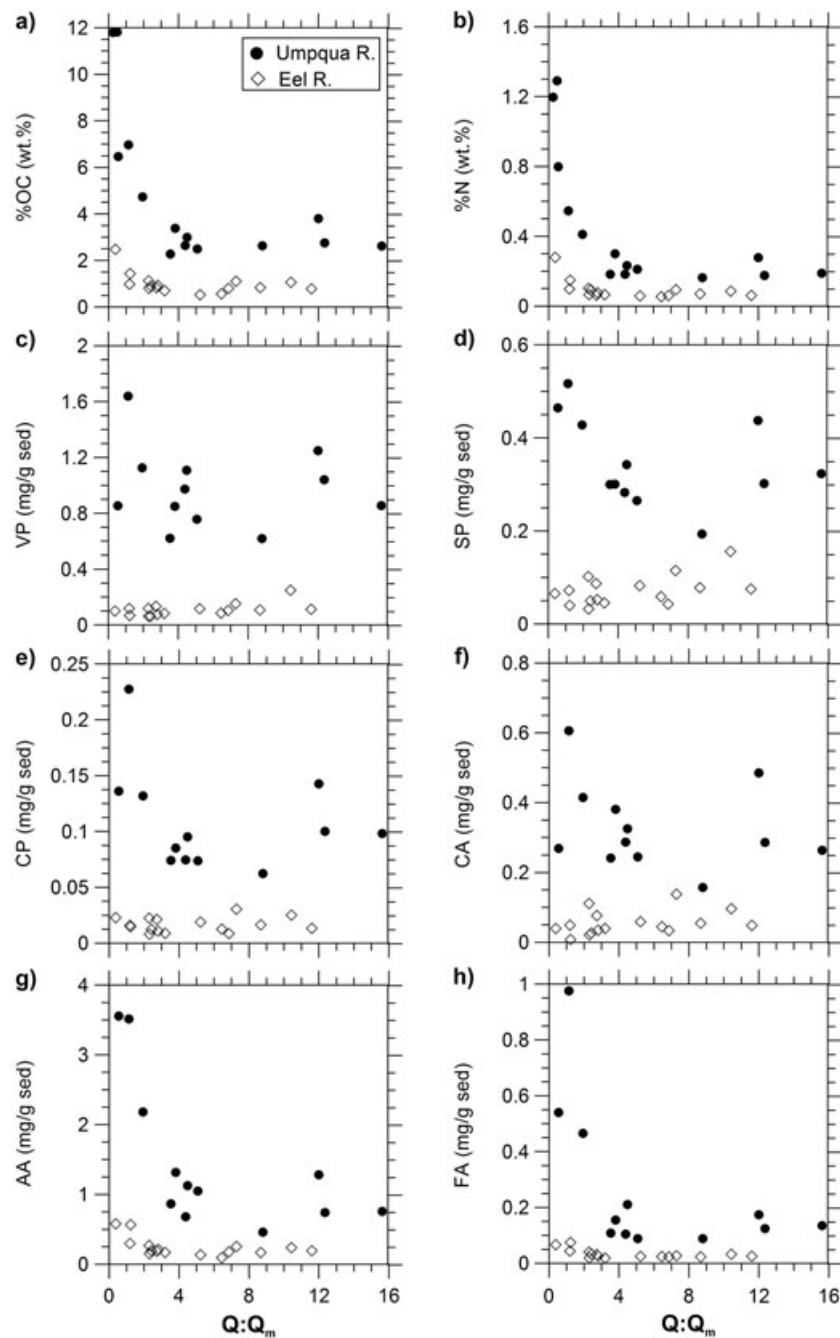 a)
%OC (wt.%)
12
10
8
6
4
2
0
Umpqua R.
Eel R.
b)
%N (wt.%)
1.6
1.2
0.8
0.4
0
c)
VP (mg/g sed)
2
1.6
1.2
0.8
0.4
0
d)
SP (mg/g sed)
0.6
0.4
0.2
0
e)
CP (mg/g sed)
0.25
0.2
0.15
0.1
0.05
0
f)
CA (mg/g sed)
0.8
0.6
0.4
0.2
0
g)
AA (mg/g sed)
4
3
2
1
0
0 4 8 12 16
Q:Qm
h)
FA (mg/g sed)
1
0.8
0.6
0.4
0.2
0
0 4 8 12 16
Q:Qm